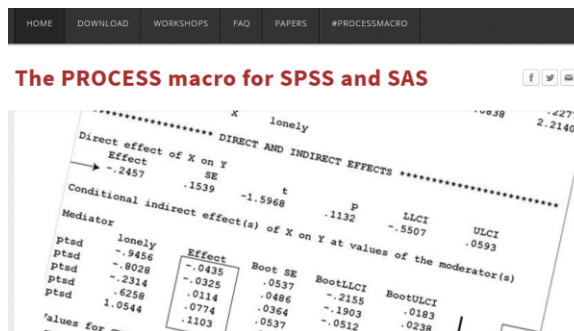 HOME DOWNLOAD WORKSHOPS FAQ PAPERS #PROCESSMACRO
The PROCESS macro for SPSS and SAS
X lonely .0838 .227
2.2140
**************** DIRECT AND INDIRECT EFFECTS *****************
Direct effect of X on Y
Effect SE t p LLCI ULCI
-.2457 .1539 -1.5968 .1132 -.5507 .0593
Conditional indirect effect(s) of X on Y at values of the moderator(s)
Mediator
lonely Effect Boot SE BootLLCI BootULCI
ptsd -.9456 -.0435 .0537 -.2155 .0183
ptsd -.8028 -.0325 .0486 -.1903 .0238
ptsd -.2314 .0114 .0364 -.0512
ptsd .6258 .0774 .0537
ptsd 1.0544 .1103
alues for